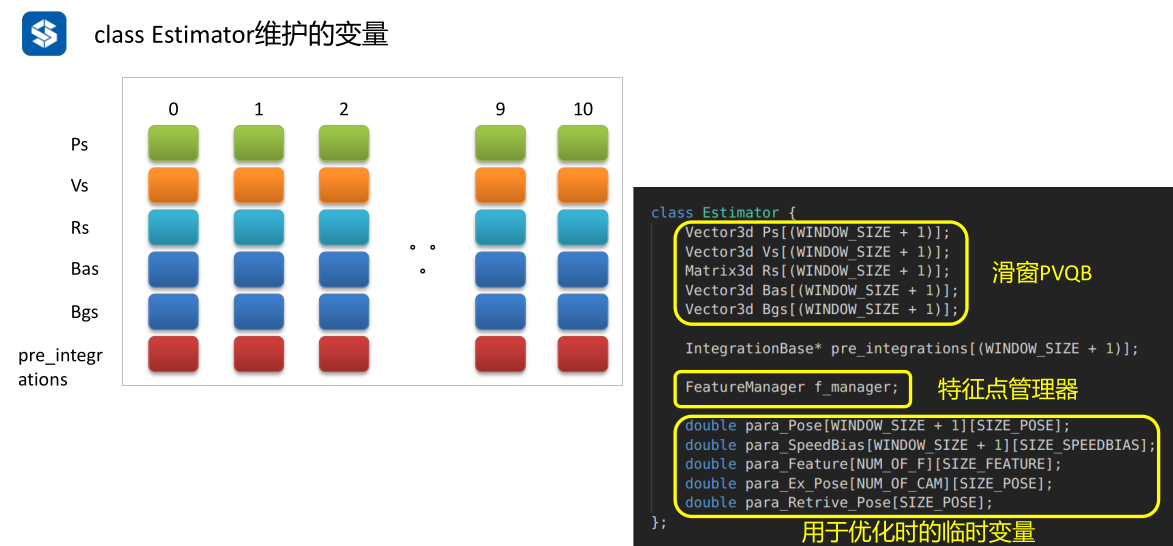 class Estimator维护的变量
0 1 2 9 10
Ps
Vs
Rs
Bas
Bgs
pre_integr
ations
class Estimator {
Vector3d Ps[(WINDOW_SIZE + 1)];
Vector3d Vs[(WINDOW_SIZE + 1)];
Matrix3d Rs[(WINDOW_SIZE + 1)];
Vector3d Bas[(WINDOW_SIZE + 1)];
Vector3d Bgs[(WINDOW_SIZE + 1)];
滑窗PVQB
IntegrationBase* pre_integrations[(WINDOW_SIZE + 1)];
FeatureManager f_manager;
特征点管理器
double para_Pose[WINDOW_SIZE + 1][SIZE_POSE];
double para_SpeedBias[WINDOW_SIZE + 1][SIZE_SPEEDBIAS];
double para_Feature[NUM_OF_F][SIZE_FEATURE];
double para_Ex_Pose[NUM_OF_CAM][SIZE_POSE];
double para_Retrive_Pose[SIZE_POSE];
};
用于优化时的临时变量